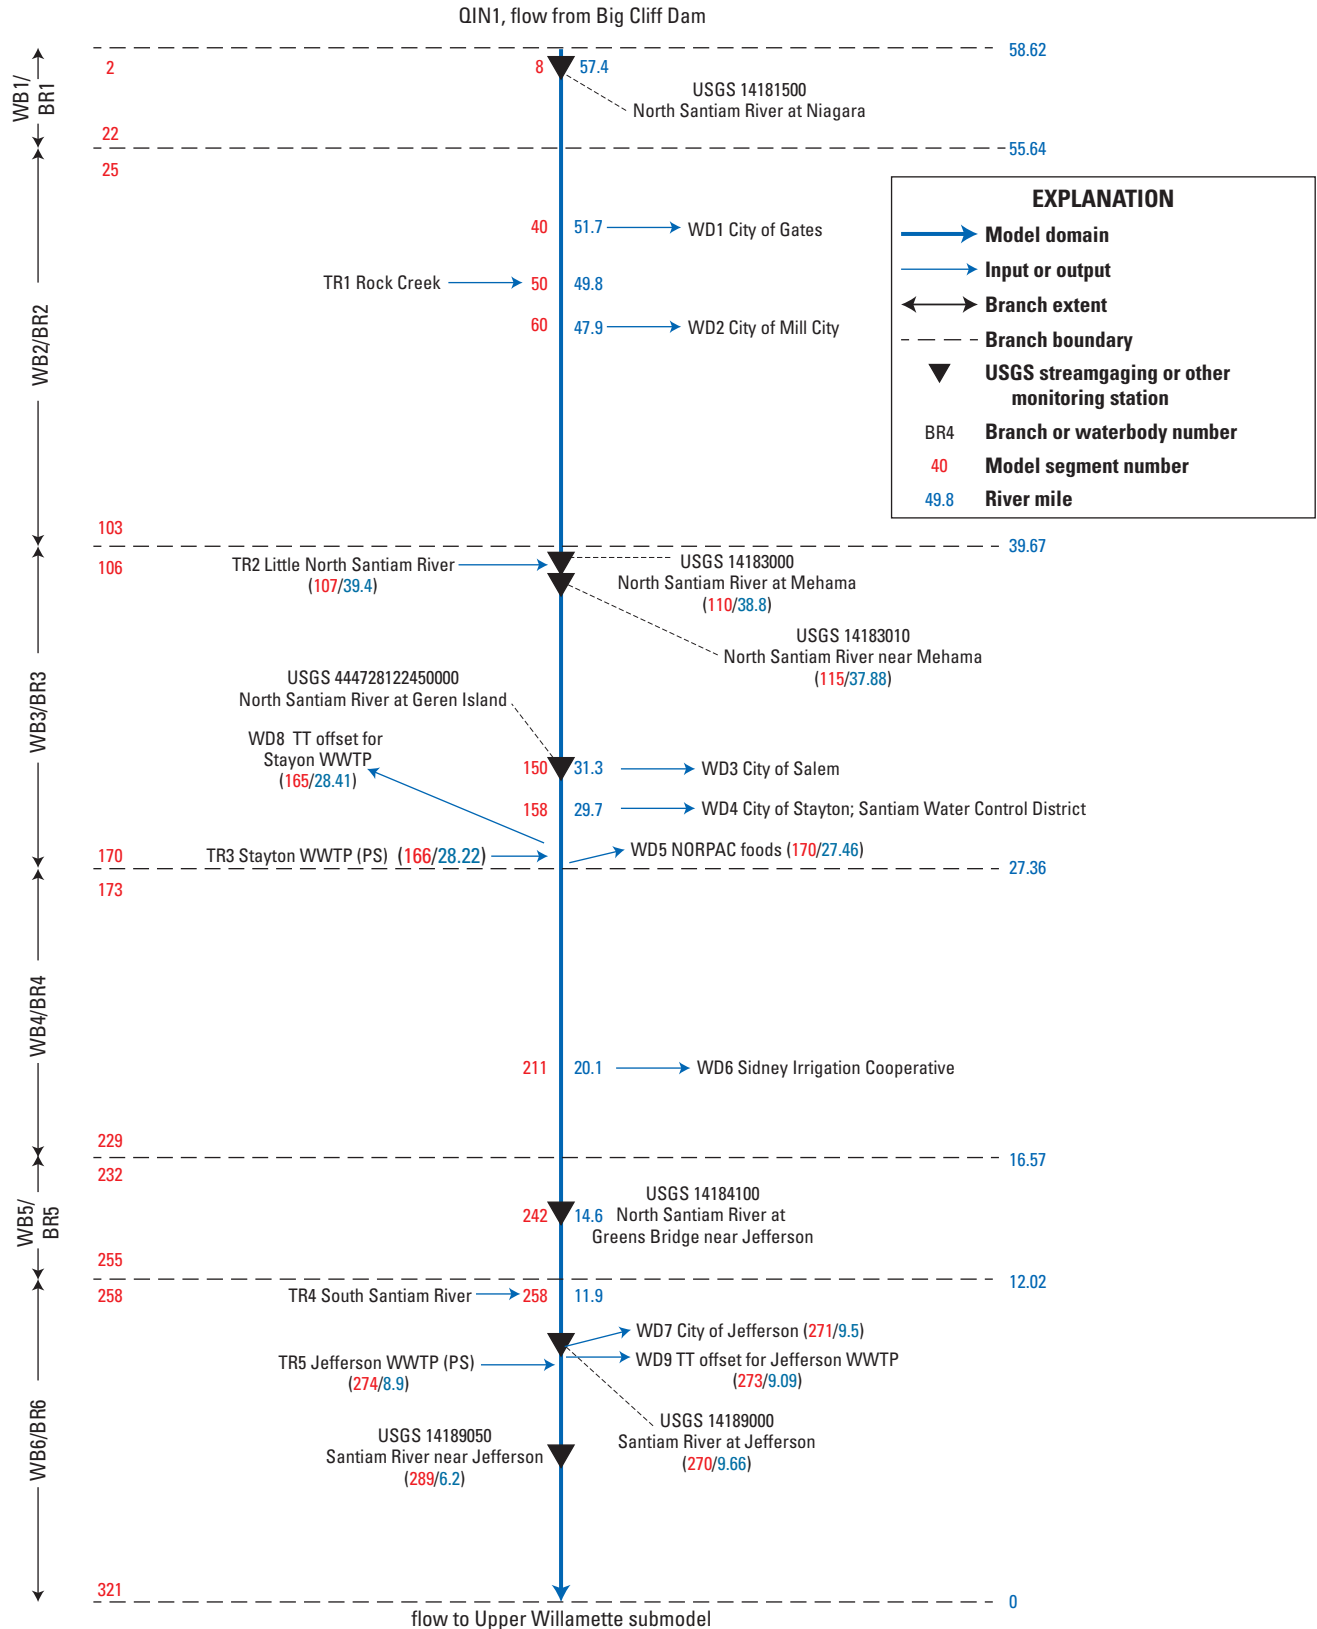 QIN1, flow from Big Cliff Dam
58.62
WB1/
BR1
2
8
57.4
USGS 14181500
North Santiam River at Niagara
22
55.64
25
EXPLANATION
Model domain
Input or output
Branch extent
Branch boundary
USGS streamgaging or other
monitoring station
BR4 Branch or waterbody number
40 Model segment number
49.8 River mile
WB2/BR2
40 51.7 WD1 City of Gates
TR1 Rock Creek 50 49.8
60 47.9 WD2 City of Mill City
103
39.67
106
TR2 Little North Santiam River
(107/39.4)
USGS 14183000
North Santiam River at Mehama
(110/38.8)
USGS 14183010
North Santiam River near Mehama
(115/37.88)
WB3/BR3
USGS 444728122450000
North Santiam River at Geren Island
WD8 TT offset for
Stayon WWTP
(165/28.41)
150 31.3 WD3 City of Salem
158 29.7 WD4 City of Stayton; Santiam Water Control District
170
TR3 Stayton WWTP (PS) (166/28.22)
WD5 NORPAC foods (170/27.46)
27.36
173
WB4/BR4
211 20.1 WD6 Sidney Irrigation Cooperative
229
16.57
232
WB5/
BR5
242 14.6
USGS 14184100
North Santiam River at
Greens Bridge near Jefferson
255
12.02
258
TR4 South Santiam River 258 11.9
WB6/BR6
WD7 City of Jefferson (271/9.5)
TR5 Jefferson WWTP (PS)
(274/8.9)
WD9 TT offset for Jefferson WWTP
(273/9.09)
USGS 14189000
Santiam River at Jefferson
(270/9.66)
USGS 14189050
Santiam River near Jefferson
(289/6.2)
321
0
flow to Upper Willamette submodel